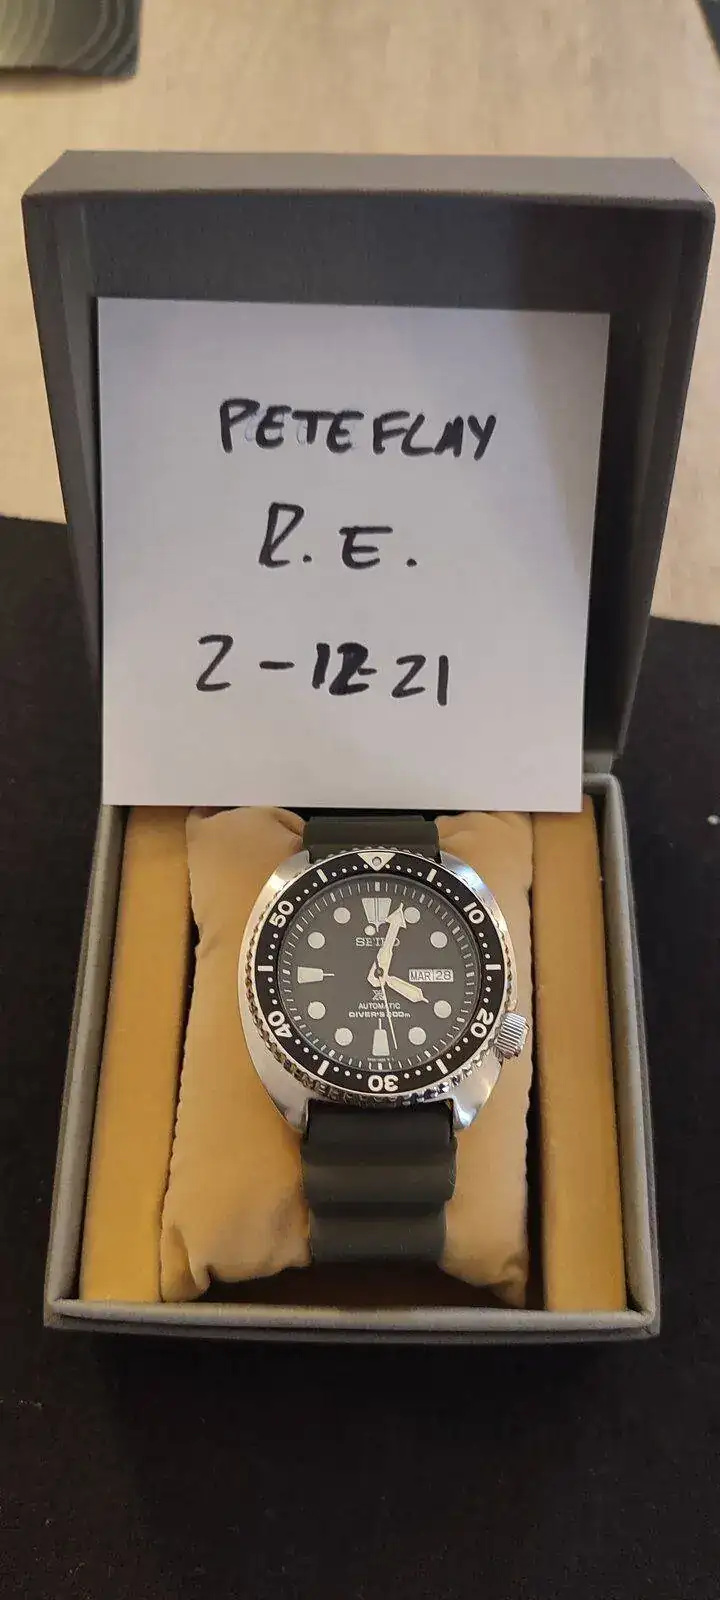 PETEFLAY
R.E.
2-12-21
50
10
SEIKO
MAR 28
AUTOMATIC
DIVER'S 200m
40
20
30